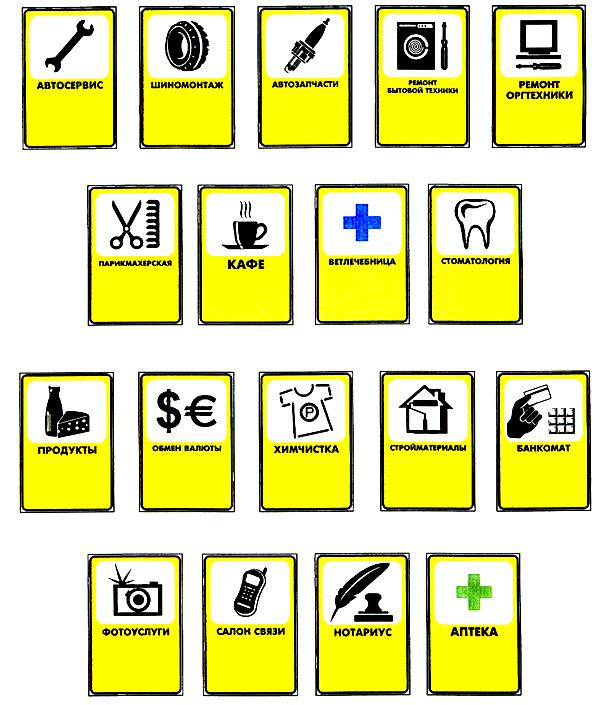 АВТОСЕРВИС
ШИНОМОНТАЖ
АВТОЗАПЧАСТИ
РЕМОНТ
БЫТОВОЙ ТЕХНИКИ
РЕМОНТ
ОРГТЕХНИКИ
ПАРИКМАХЕРСКАЯ
КАФЕ
ВЕТЛЕЧЕБНИЦА
СТОМАТОЛОГИЯ
ПРОДУКТЫ
$€
ОБМЕН ВАЛЮТЫ
Р
ХИМЧИСТКА
СТРОЙМАТЕРИАЛЫ
БАНКОМАТ
ФОТОУСЛУГИ
САЛОН СВЯЗИ
НОТАРИУС
АПТЕКА